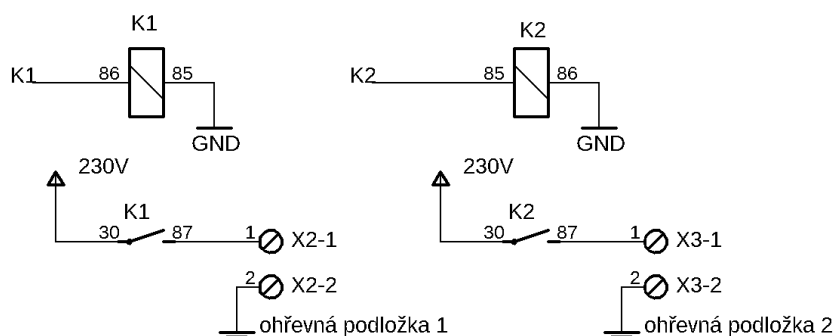 K1 K2
K1 86 85 K2 85 86
GND GND
230V 230V
K1 K2
30 87 1 X2-1 30 87 1 X3-1
2 X2-2 2 X3-2
ohřevná podložka 1 ohřevná podložka 2